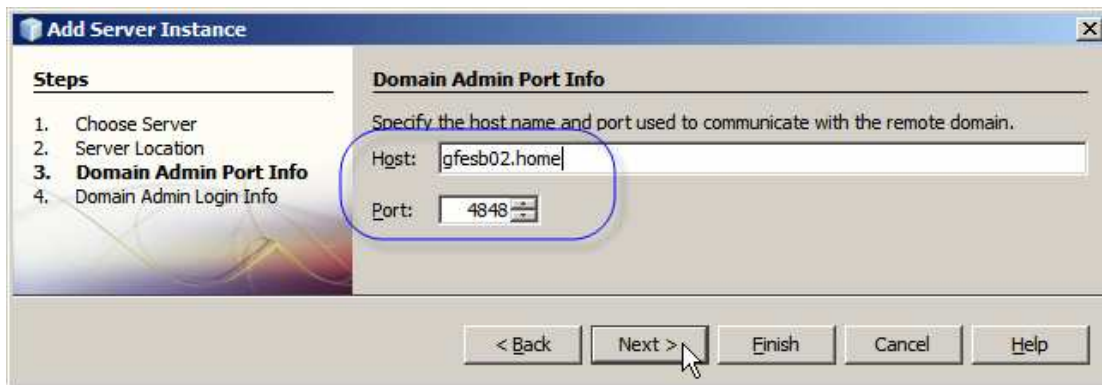 Add Server Instance
Steps
1. Choose Server
2. Server Location
3. Domain Admin Port Info
4. Domain Admin Login Info
Domain Admin Port Info
Specify the host name and port used to communicate with the remote domain.
Host: gfesb02.home
Port: 4848
< Back Next > Finish Cancel Help